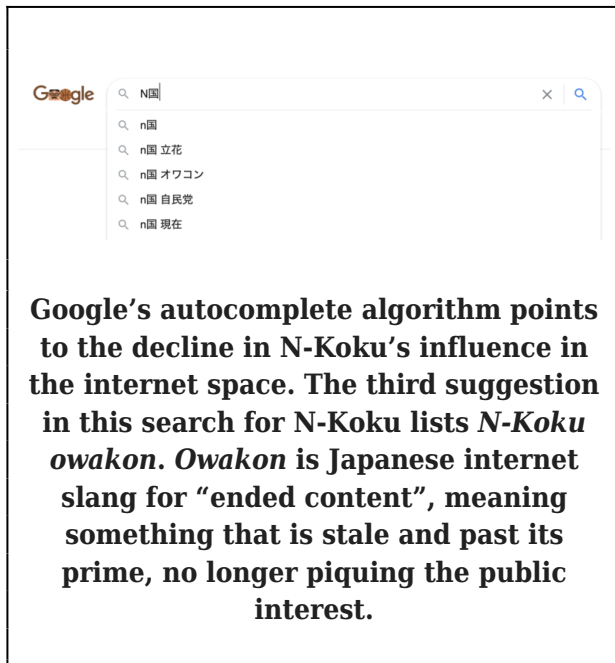 Google
N国
n国
n国 立花
n国 オワコン
n国 自民党
n国 現在
Google’s autocomplete algorithm points
to the decline in N-Koku’s influence in
the internet space. The third suggestion
in this search for N-Koku lists N-Koku
owakon. Owakon is Japanese internet
slang for “ended content”, meaning
something that is stale and past its
prime, no longer piquing the public
interest.